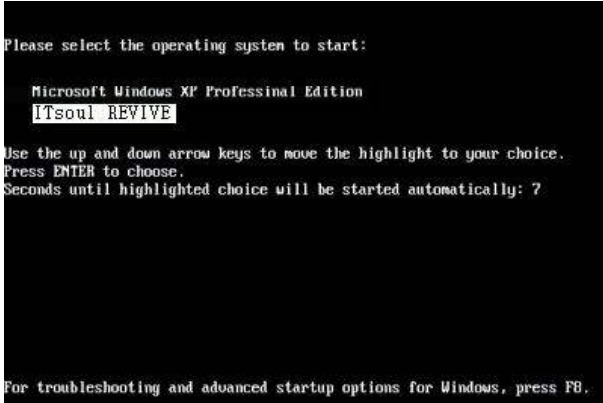 Please select the operating system to start:
Microsoft Windows XP Professinal Edition
ITsoul REVIVE
Use the up and down arrow keys to move the highlight to your choice.
Press ENTER to choose.
Seconds until highlighted choice will be started automatically: 7
For troubleshooting and advanced startup options for Windows, press F8.